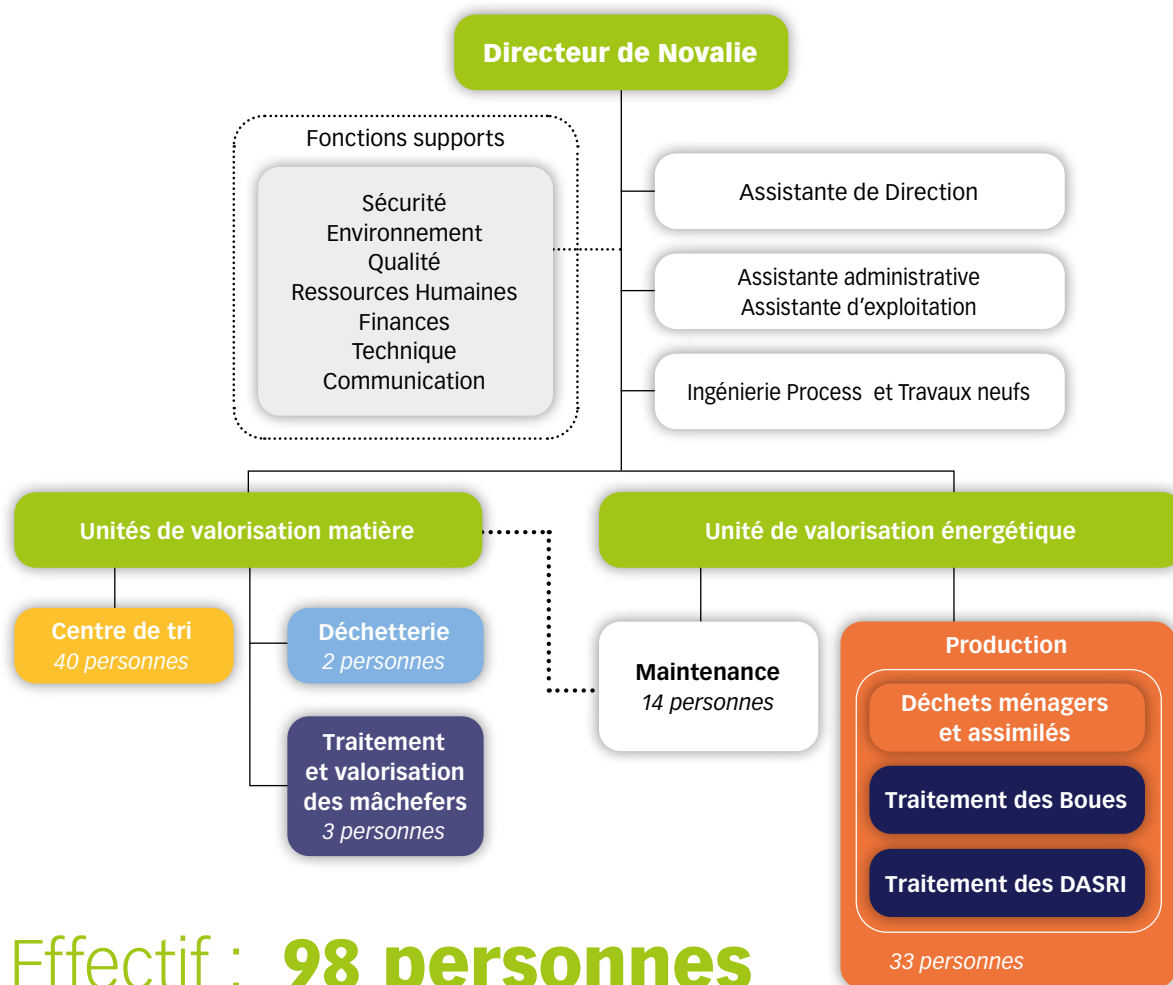 Directeur de Novalie
Fonctions supports
Sécurité
Environnement
Qualité
Ressources Humaines
Finances
Technique
Communication
Assistante de Direction
Assistante administrative
Assistante d'exploitation
Ingénierie Process et Travaux neufs
Unités de valorisation matière
Unité de valorisation énergétique
Centre de tri
40 personnes
Déchetterie
2 personnes
Traitement
et valorisation
des mâchefers
3 personnes
Maintenance
14 personnes
Production
Déchets ménagers
et assimilés
Traitement des Boues
Traitement des DASRI
33 personnes
Effectif : 98 personnes